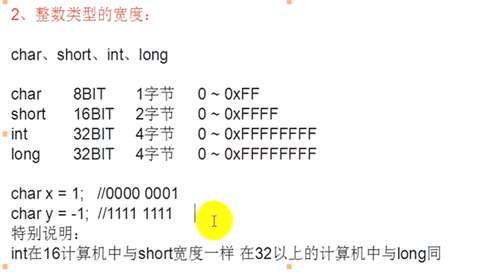 2、整数类型的宽度：
char、short、int、long
char 8BIT 1字节 0 ~ 0xFF
short 16BIT 2字节 0 ~ 0xFFFF
int 32BIT 4字节 0 ~ 0xFFFFFFFF
long 32BIT 4字节 0 ~ 0xFFFFFFFF
char x = 1; //0000 0001
char y = -1; //1111 1111
特别说明：
int在16计算机中与short宽度一样 在32以上的计算机中与long同